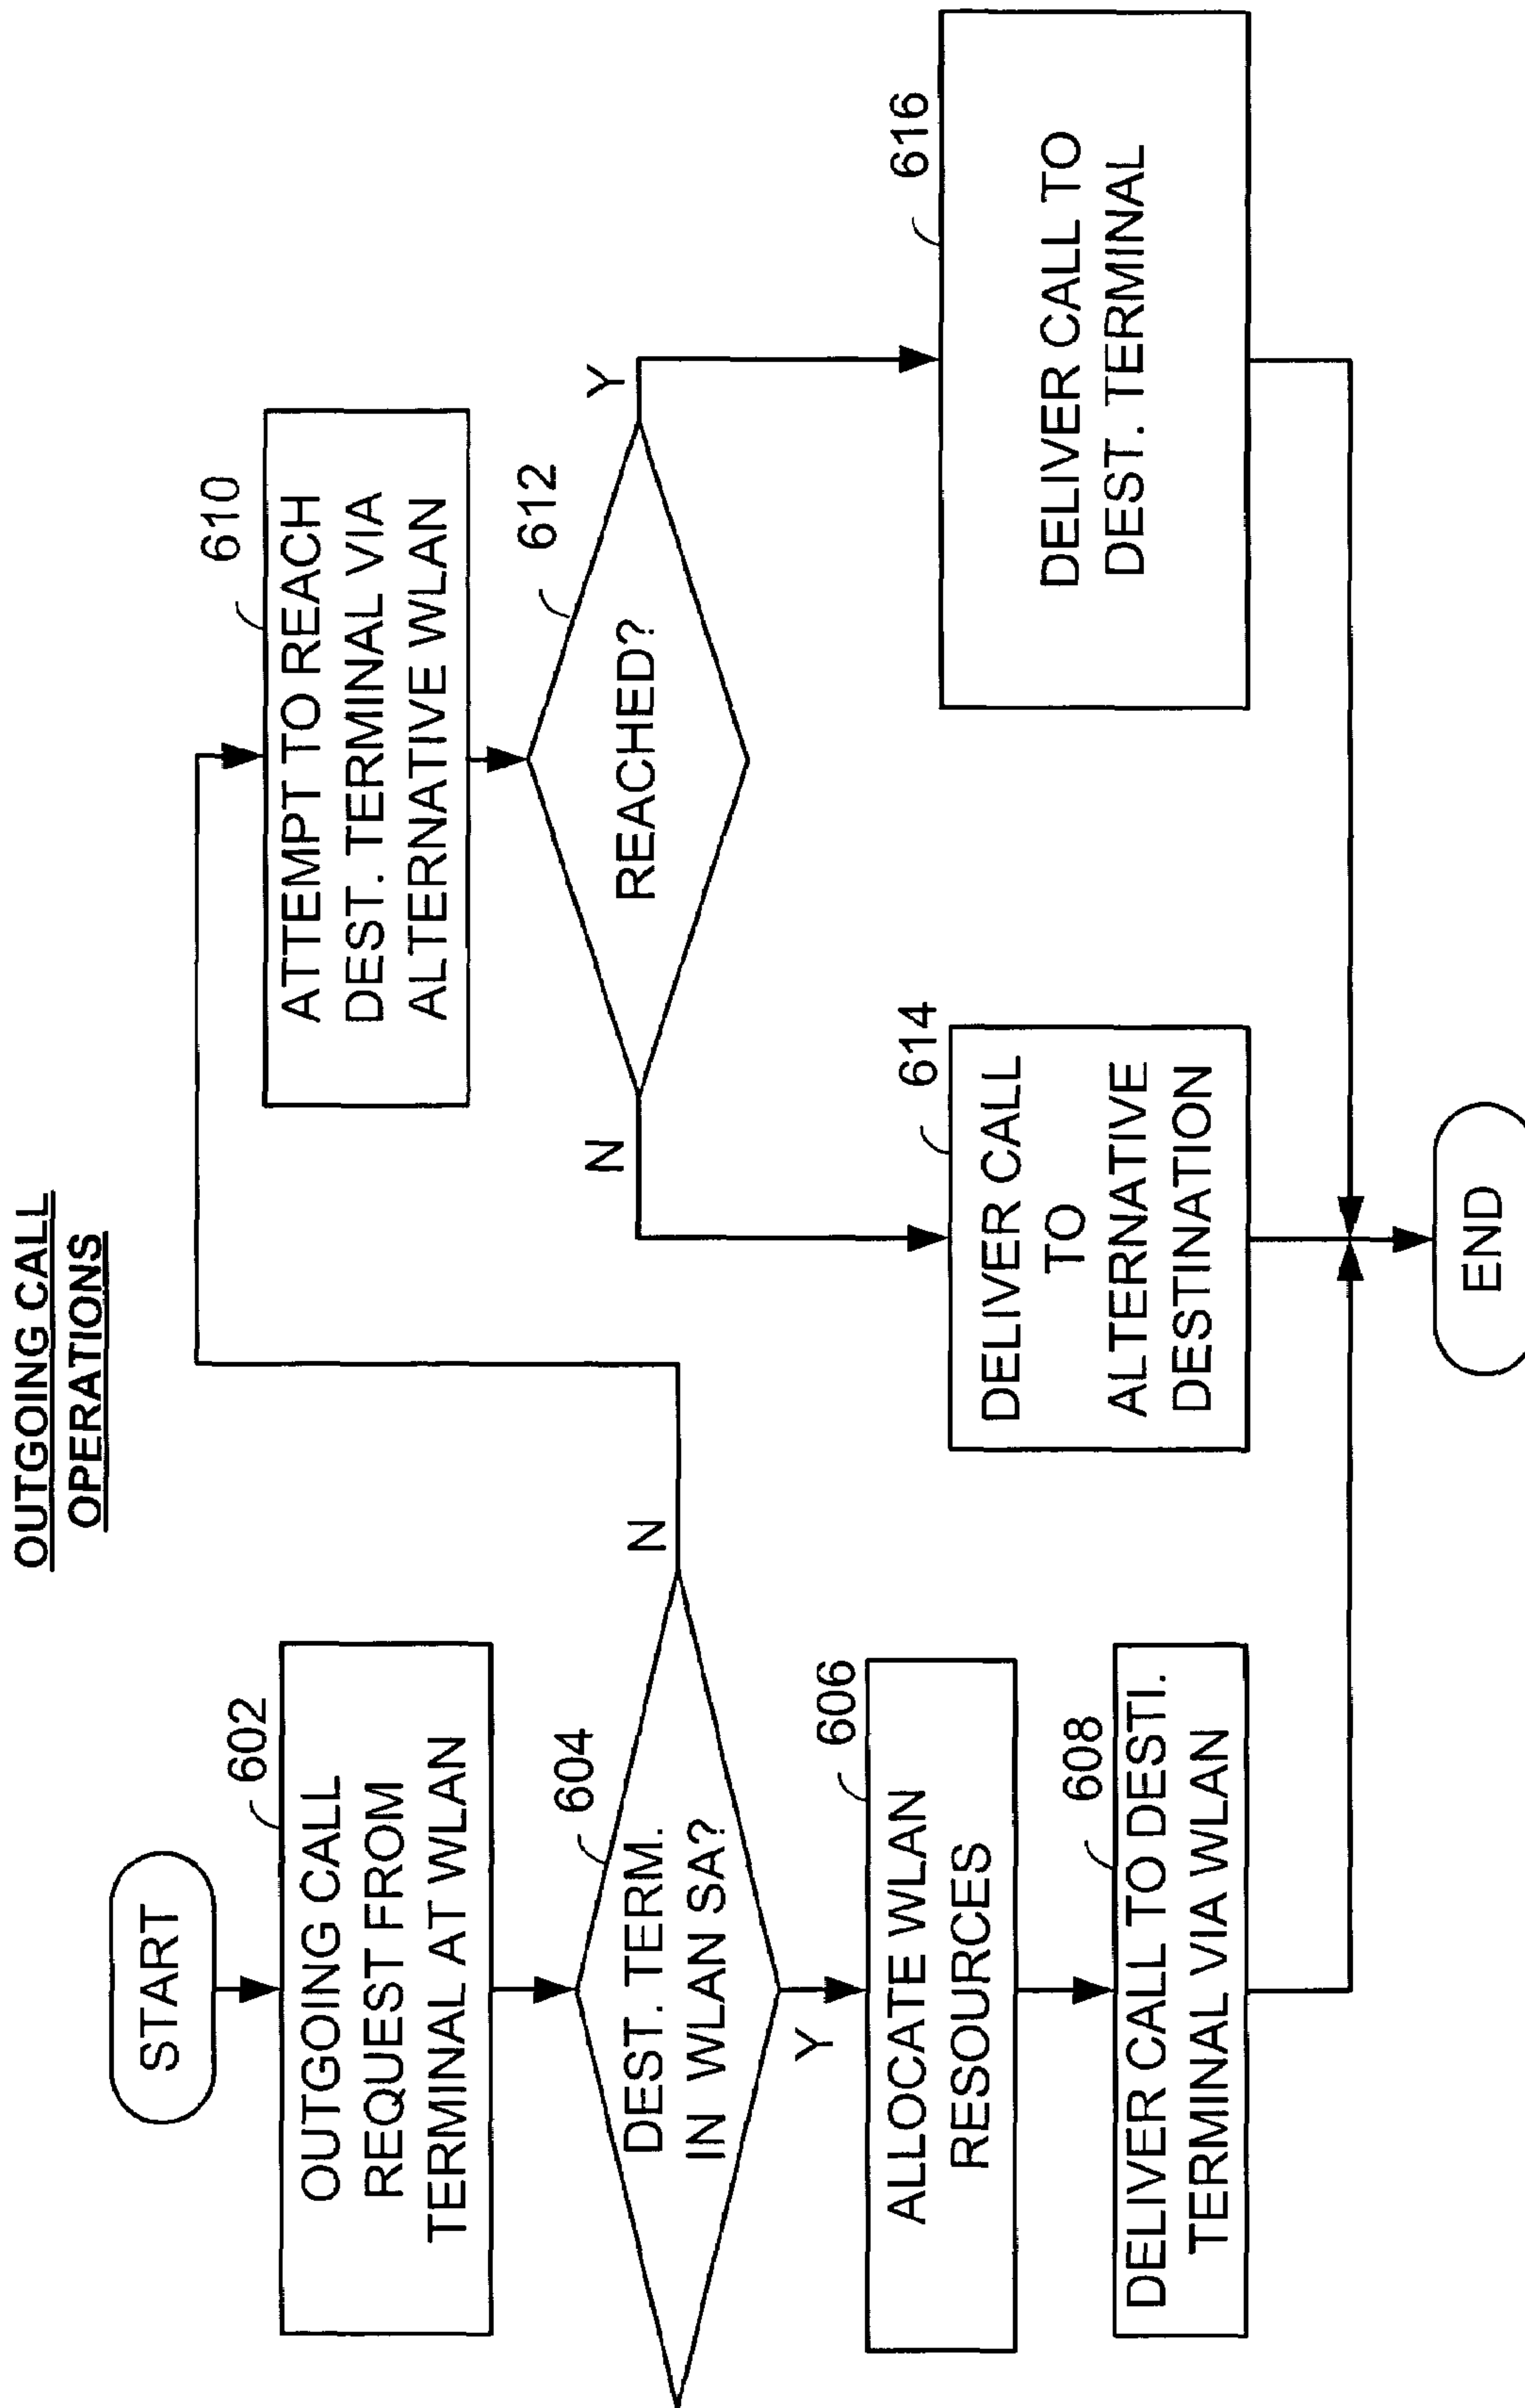 OUTGOING CALL
OPERATIONS
START
602
OUTGOING CALL
REQUEST FROM
TERMINAL AT WLAN
604
DEST. TERM.
IN WLAN SA?
N
Y
606
ALLOCATE WLAN
RESOURCES
608
DELIVER CALL TO DESTI.
TERMINAL VIA WLAN
610
ATTEMPT TO REACH
DEST. TERMINAL VIA
ALTERNATIVE WLAN
612
REACHED?
N
Y
614
DELIVER CALL
TO
ALTERNATIVE
DESTINATION
616
DELIVER CALL TO
DEST. TERMINAL
END